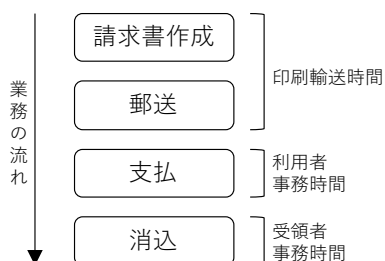 業務の流れ
請求書作成
郵送
支払
消込
印刷輸送時間
利用者
事務時間
受領者
事務時間